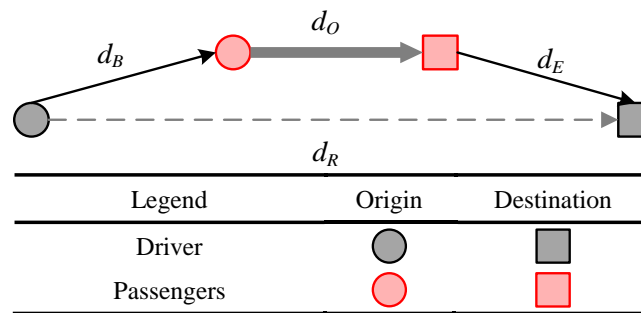 d_O
d_B
d_E
d_R
Legend Origin Destination
Driver
Passengers